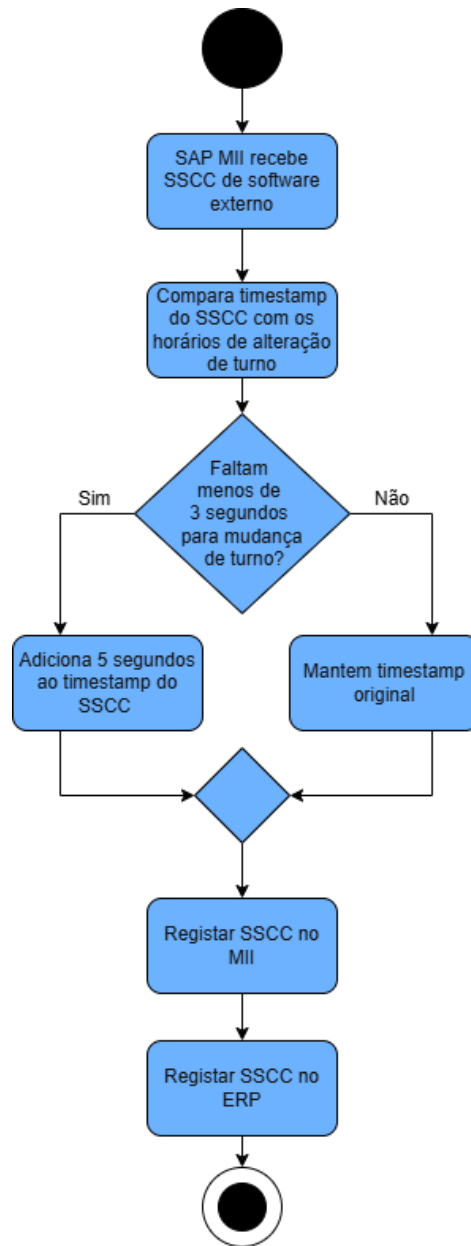 SAP MII recebe
SSCC de software
externo
Compara timestamp
do SSCC com os
horários de alteração
de turno
Faltam
menos de
3 segundos
para mudança
de turno?
Sim
Não
Adiciona 5 segundos
ao timestamp do
SSCC
Mantem timestamp
original
Registar SSCC no
MII
Registar SSCC no
ERP